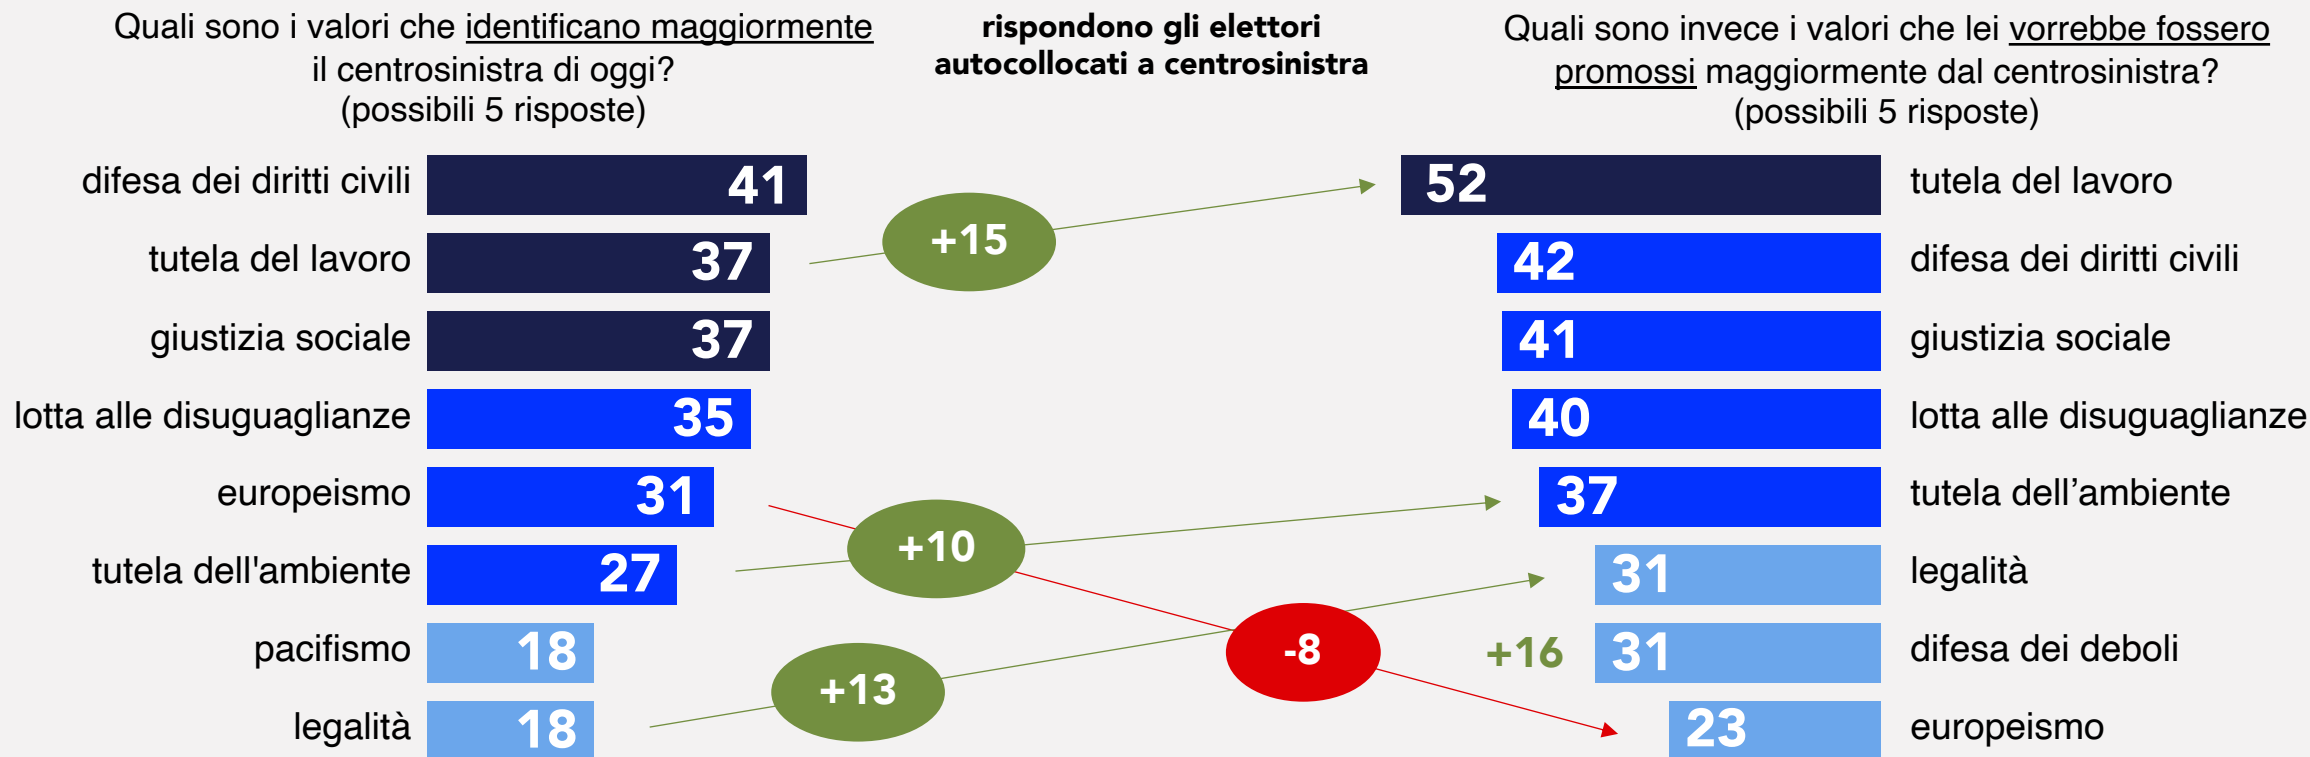 Quali sono i valori che identificano maggiormente
il centrosinistra di oggi?
(possibili 5 risposte)
rispondono gli elettori
autocollocati a centrosinistra
Quali sono invece i valori che lei vorrebbe fossero
promossi maggiormente dal centrosinistra?
(possibili 5 risposte)
difesa dei diritti civili 41
tutela del lavoro 37
giustizia sociale 37
lotta alle disuguaglianze 35
europeismo 31
tutela dell'ambiente 27
pacifismo 18
legalità 18
+15
+10
+13
-8
+16
52 tutela del lavoro
42 difesa dei diritti civili
41 giustizia sociale
40 lotta alle disuguaglianze
37 tutela dell’ambiente
31 legalità
31 difesa dei deboli
23 europeismo